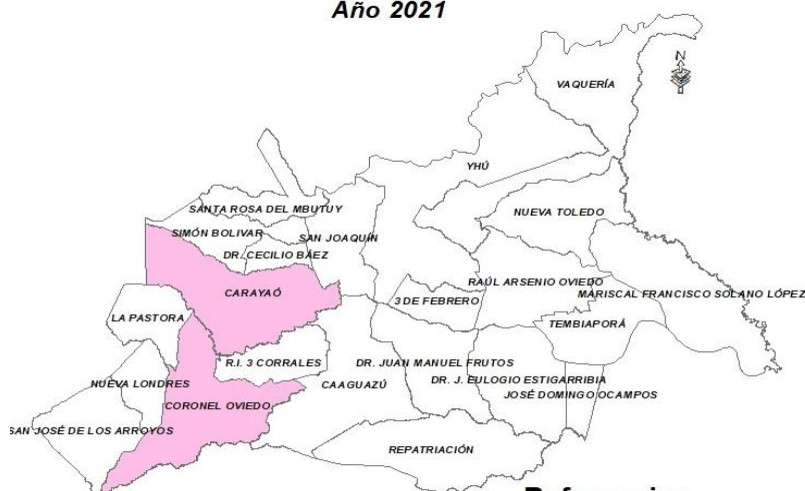 Año 2021
N
VAQUERÍA
YHÚ
SANTA ROSA DEL MBUTUY
NUEVA TOLEDO
SIMÓN BOLIVAR
SAN JOAQUÍN
DR. CECILIO BÁEZ
RAÚL ARSENIO OVIEDO
CARAYAÓ
MARISCAL FRANCISCO SOLANO LÓPEZ
3 DE FEBRERO
LA PASTORA
TEMBIAPORÁ
R.I. 3 CORRALES
DR. JUAN MANUEL FRUTOS
NUEVA LONDRES
CAAGUAZÚ
DR. J. EULOGIO ESTIGARRIBIA
JOSÉ DOMINGO OCAMPOS
CORONEL OVIEDO
SAN JOSÉ DE LOS ARROYOS
REPATRIACIÓN